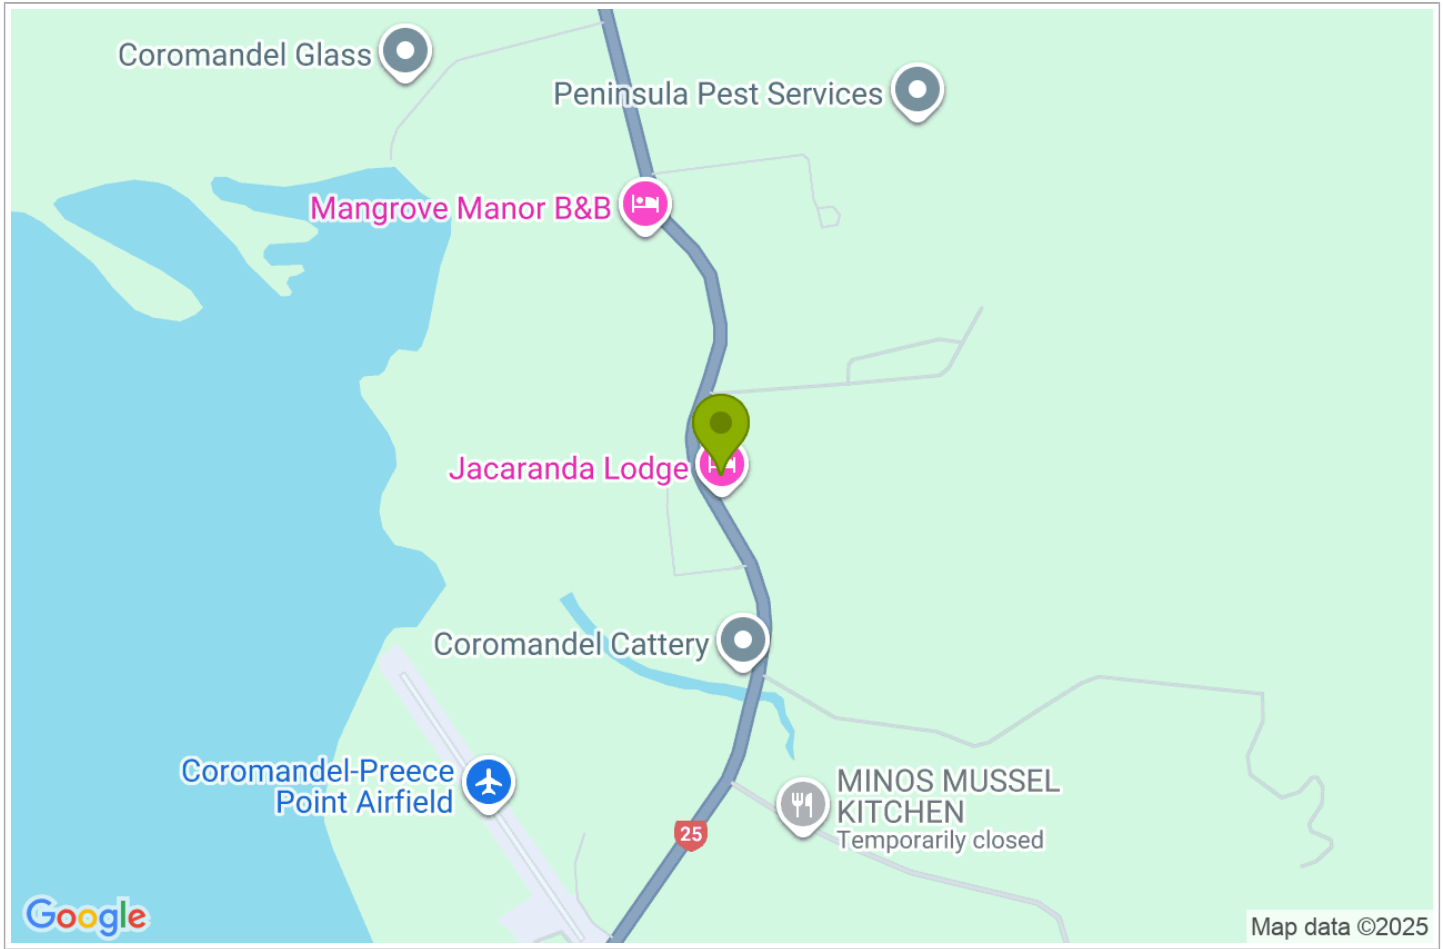 Coromandel Glass
Peninsula Pest Services
Mangrove Manor B&B
Jacaranda Lodge
Coromandel Cattery
Coromandel-Preece
Point Airfield
MINOS MUSSEL
KITCHEN
Temporarily closed
25
Google
Map data ©2025